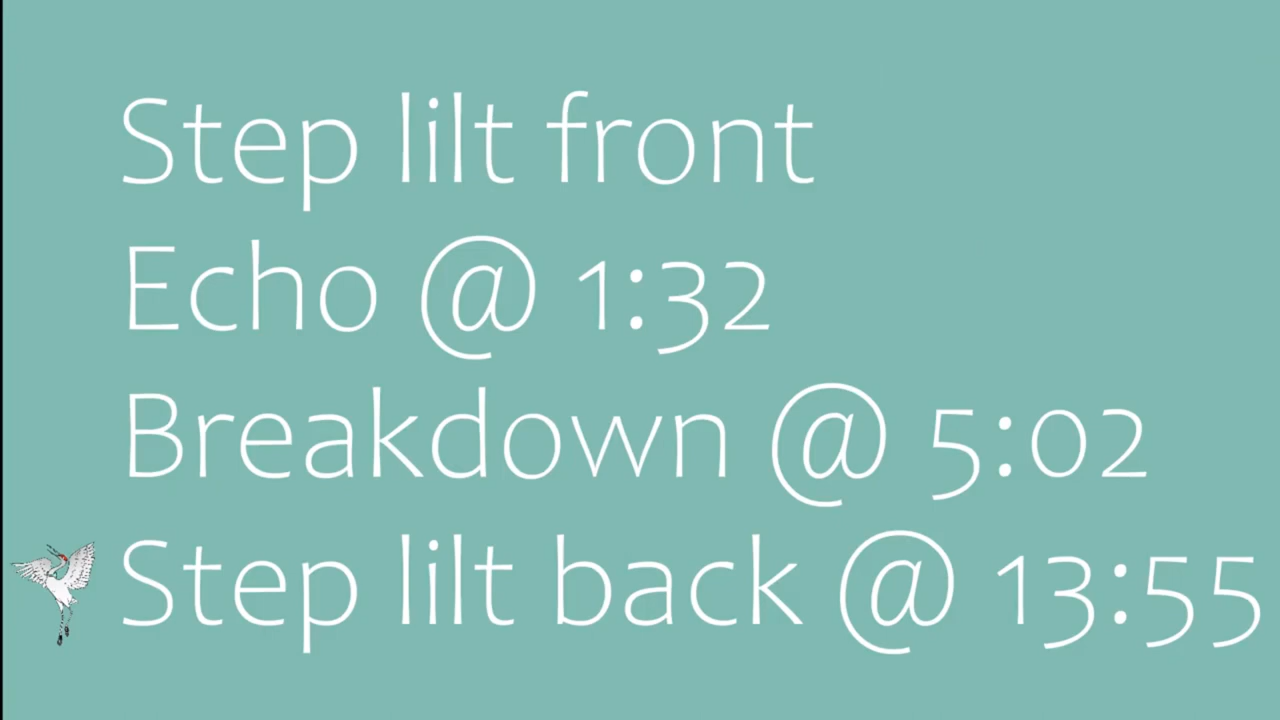 Step lilt front
Echo @ 1:32
Breakdown @ 5:02
Step lilt back @ 13:55